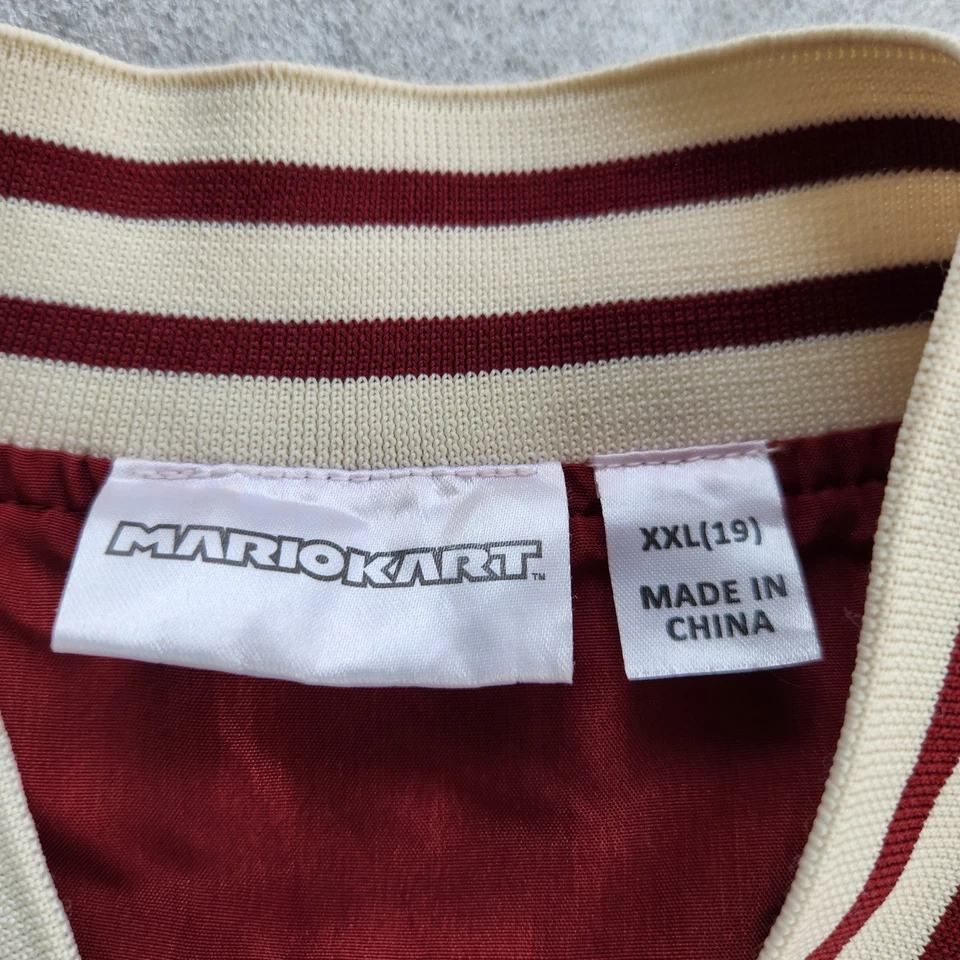 MARIOKART™
XXL(19)
MADE IN
CHINA